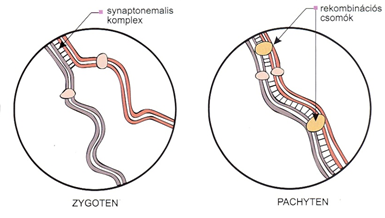 synaptonemalis
komplex
rekombinációs
csomók
ZYGOTEN
PACHYTEN